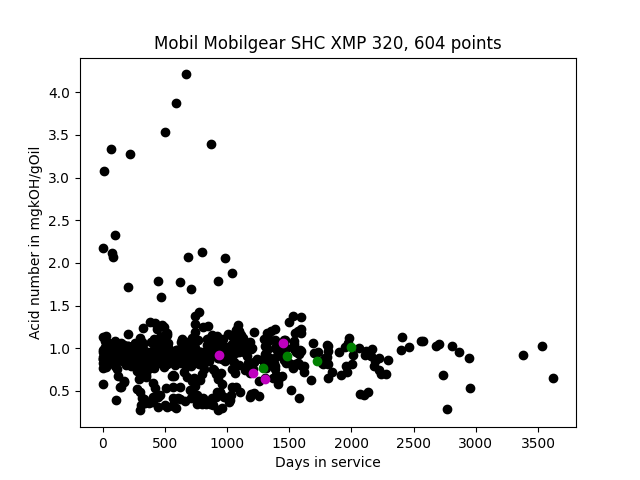 Mobil Mobilgear SHC XMP 320, 604 points
Acid number in mgkOH/gOil
4.0
3.5
3.0
2.5
2.0
1.5
1.0
0.5
0 500 1000 1500 2000 2500 3000 3500
Days in service